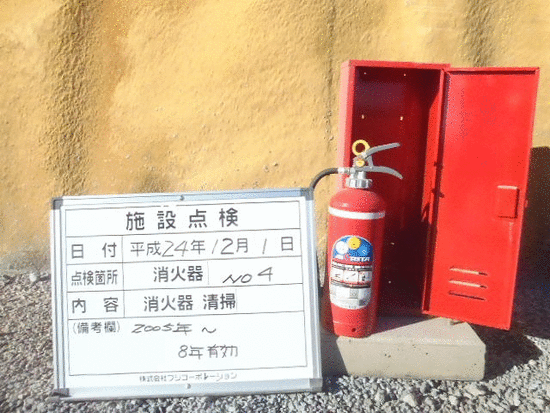 施設点検
日付 平成24年12月1日
点検箇所 消火器 NO4
内容 消火器 清掃
(備考欄) 2005年〜
8年有効
株式会社フジコーポレーション